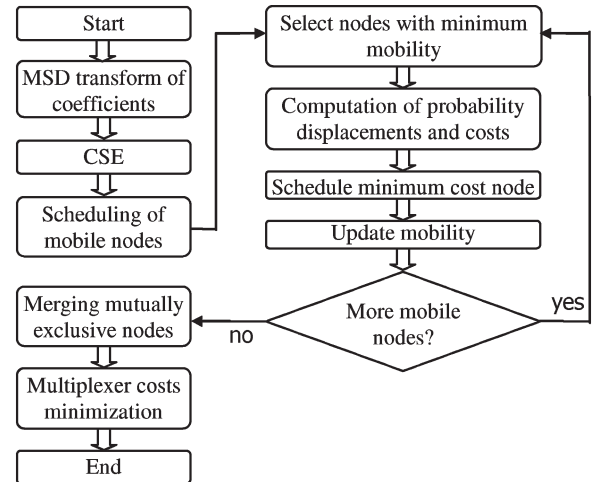 Start
MSD transform of
coefficients
CSE
Scheduling of
mobile nodes
Select nodes with minimum
mobility
Computation of probability
displacements and costs
Schedule minimum cost node
Update mobility
More mobile
nodes?
yes
no
Merging mutually
exclusive nodes
Multiplexer costs
minimization
End